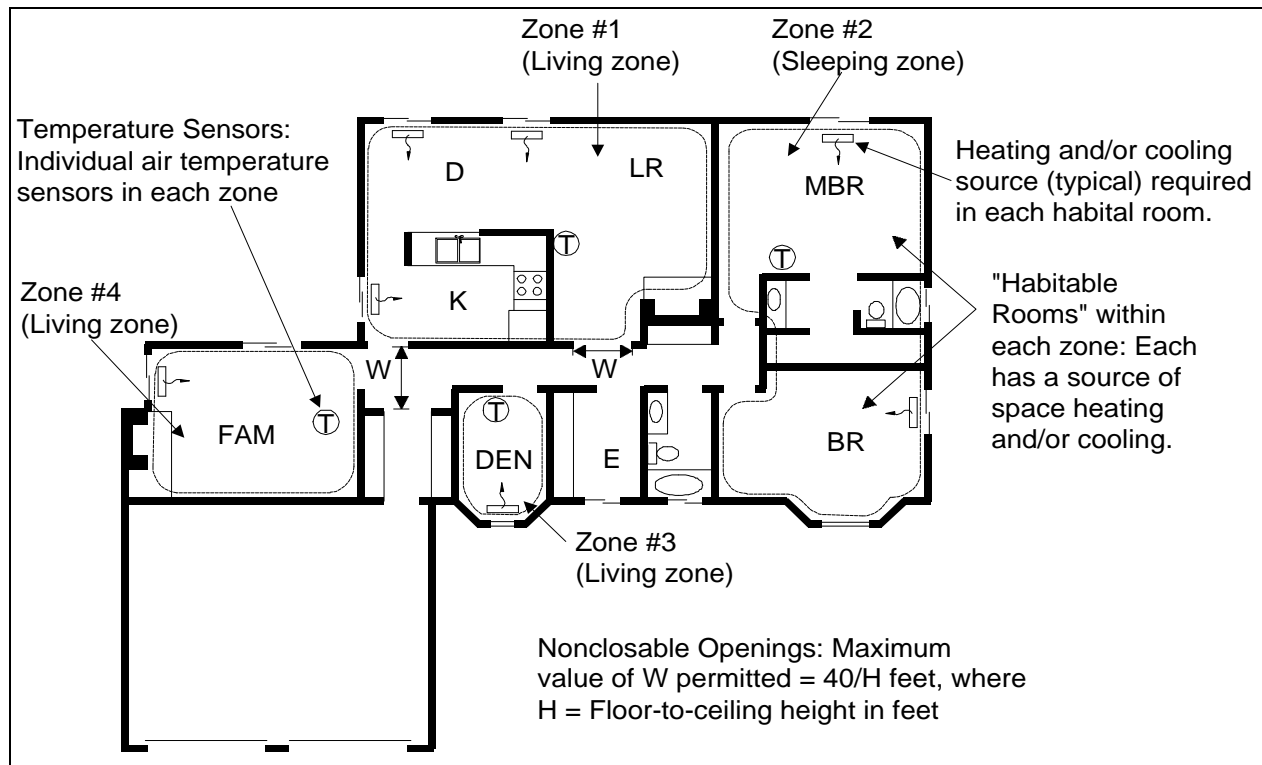 Zone #1
(Living zone)
Zone #2
(Sleeping zone)
Temperature Sensors:
Individual air temperature
sensors in each zone
Heating and/or cooling
source (typical) required
in each habital room.
D
LR
MBR
T
T
K
Zone #4
(Living zone)
"Habitable
Rooms" within
each zone: Each
has a source of
space heating
and/or cooling.
W
W
T
T
FAM
DEN
E
BR
Zone #3
(Living zone)
Nonclosable Openings: Maximum
value of W permitted = 40/H feet, where
H = Floor-to-ceiling height in feet